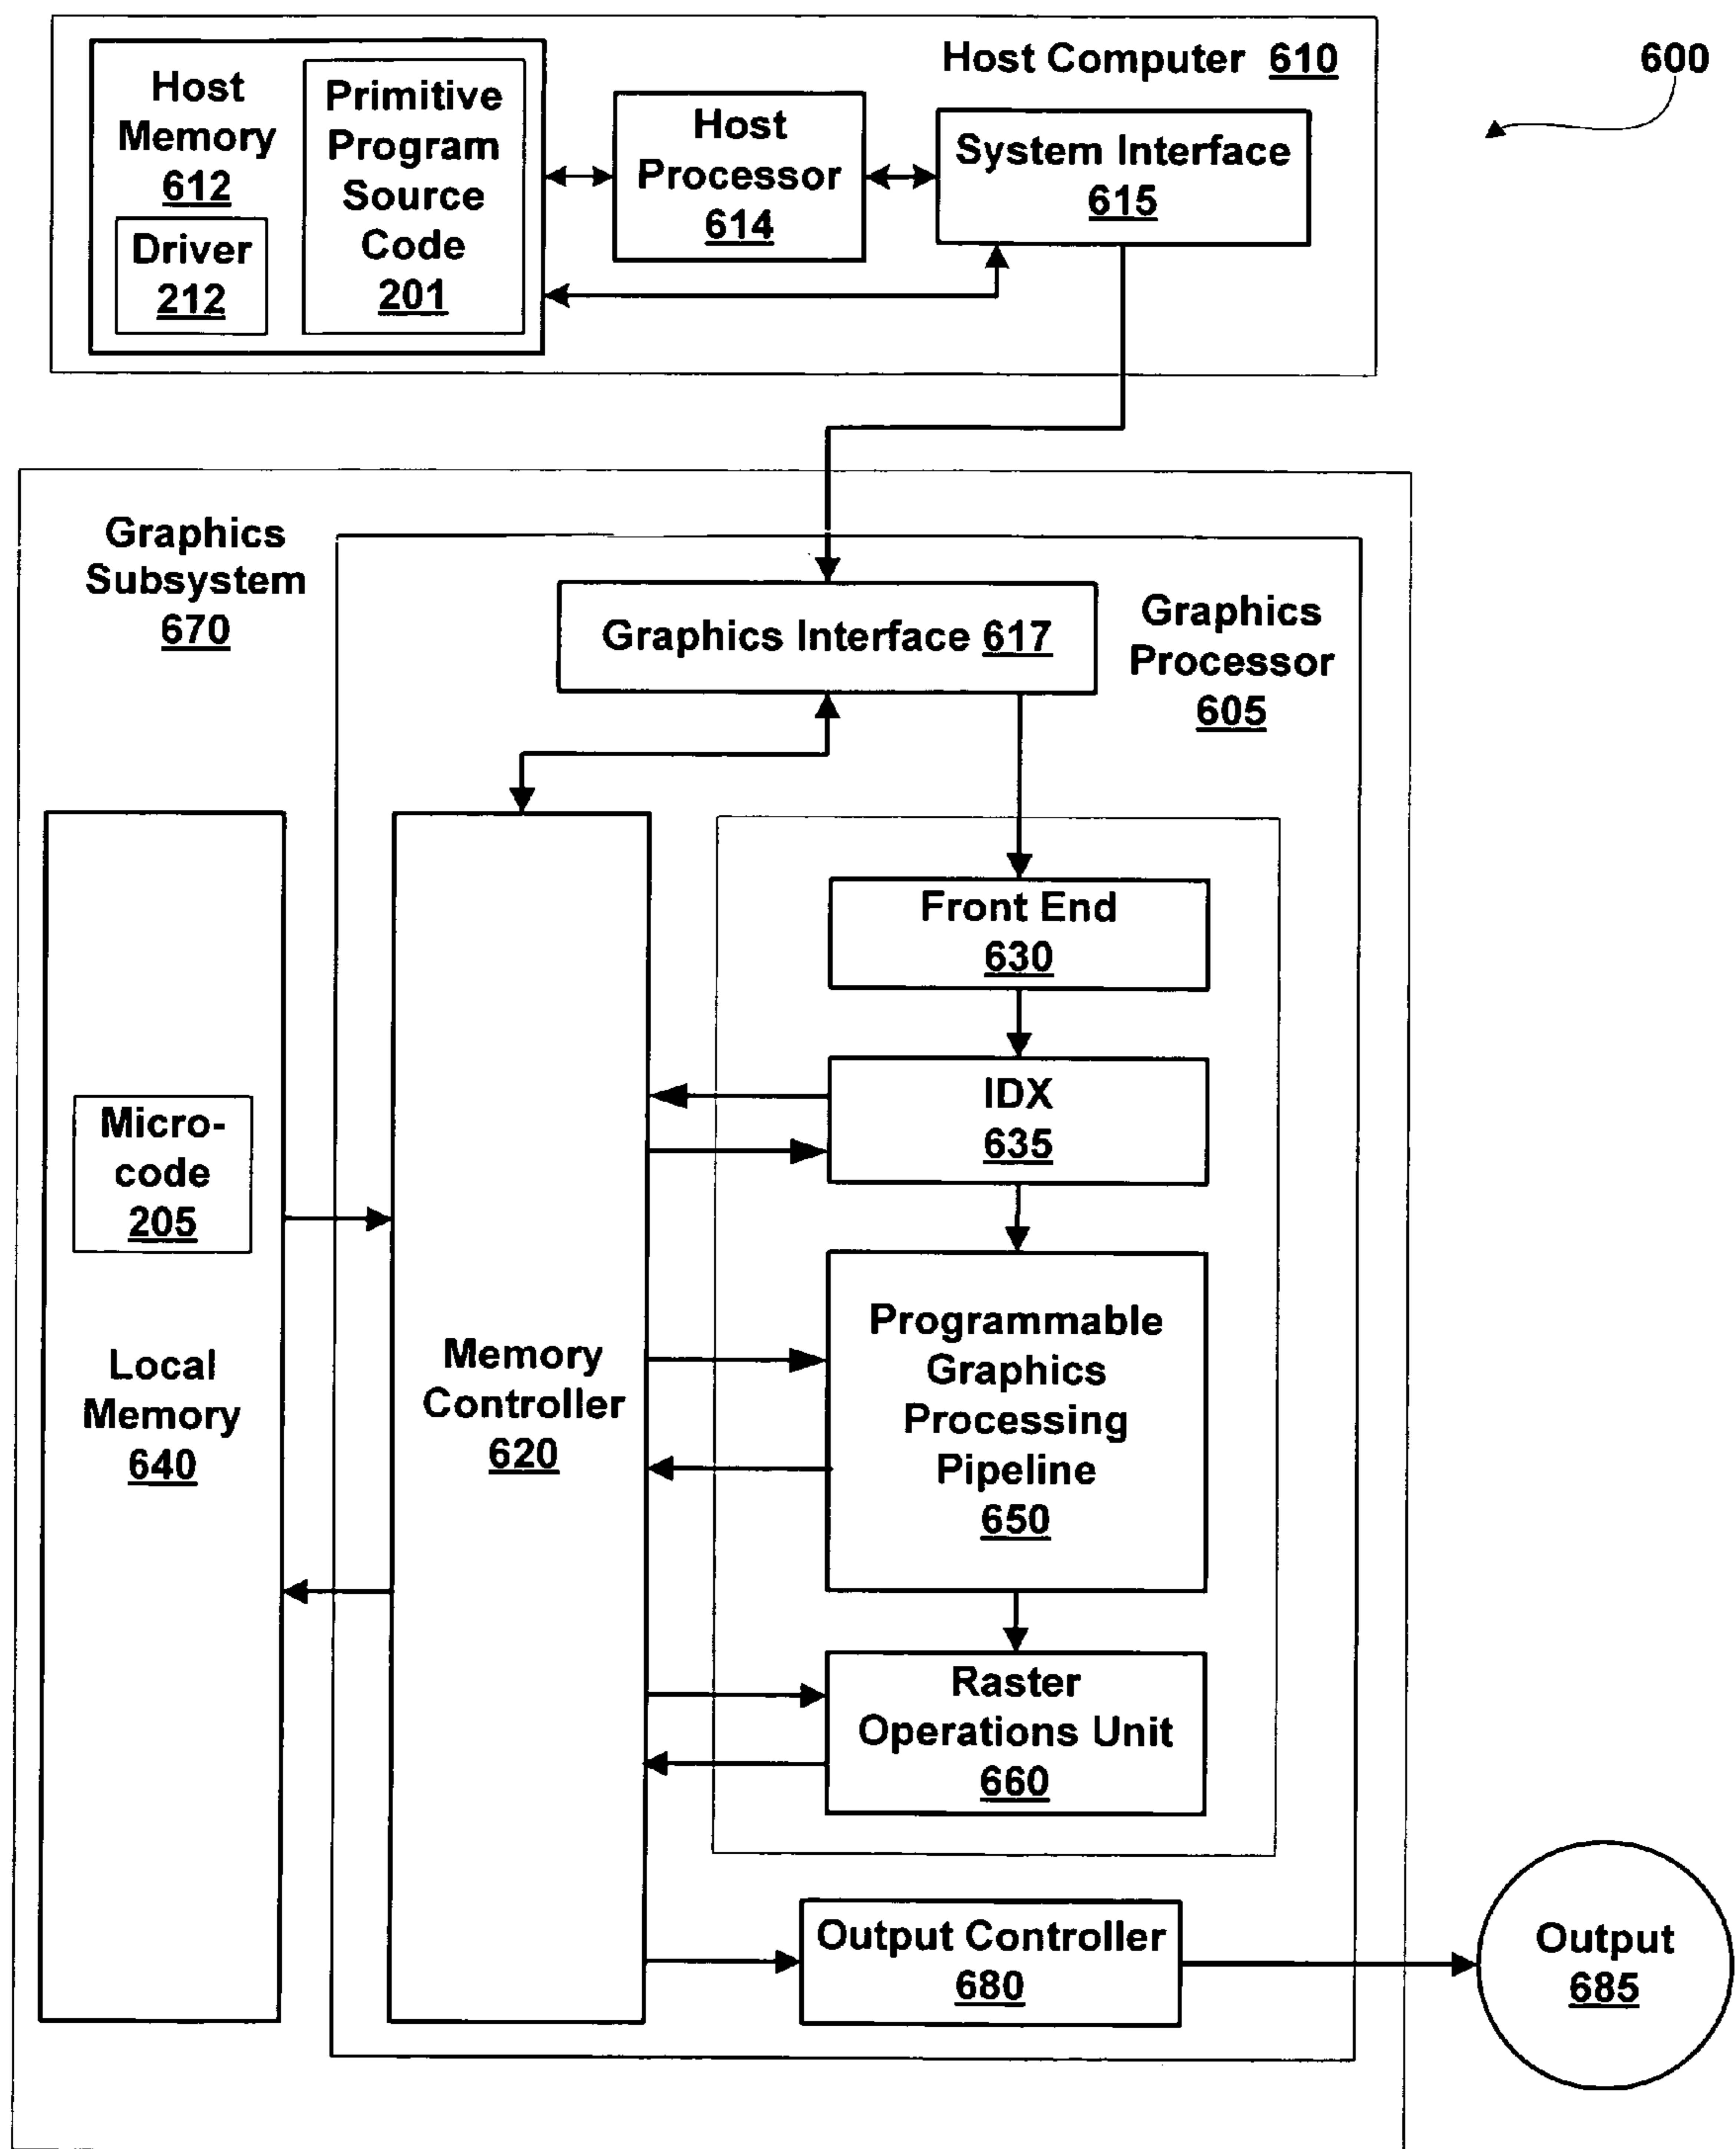 Host Computer 610
600
Host
Memory
612
Driver
212
Primitive
Program
Source
Code
201
Host
Processor
614
System Interface
615
Graphics
Subsystem
670
Graphics Interface 617
Graphics
Processor
605
Front End
630
IDX
635
Micro-
code
205
Local
Memory
640
Memory
Controller
620
Programmable
Graphics
Processing
Pipeline
650
Raster
Operations Unit
660
Output Controller
680
Output
685